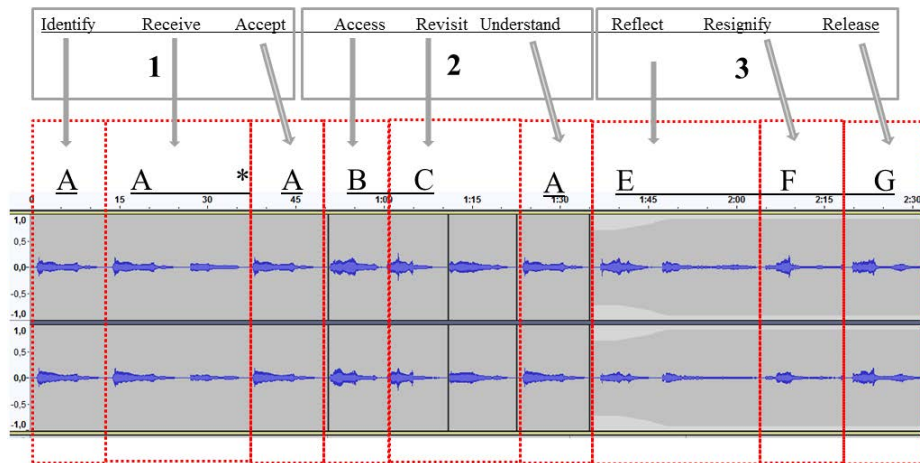 Identify Receive Accept Access Revisit Understand Reflect Resignify Release
1 2 3
A A * A B C A E F G
0 15 30 45 1:00 1:15 1:30 1:45 2:00 2:15 2:30
1,0
0,5
0,0
-0,5
-1,0
1,0
0,5
0,0
-0,5
-1,0